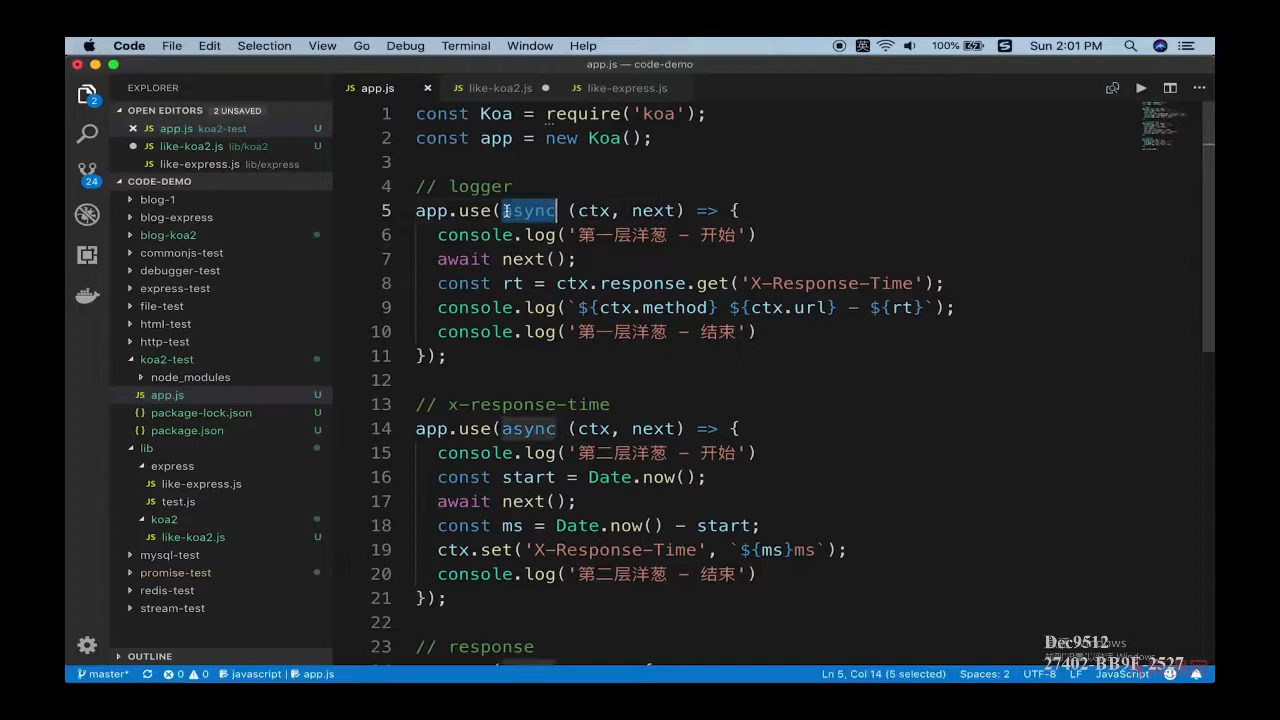 Code File Edit Selection View Go Debug Terminal Window Help 英 100% Sun 2:01 PM
app.js — code-demo
EXPLORER
app.js like-koa2.js like-express.js
OPEN EDITORS 2 UNSAVED
app.js koa2-test U
like-koa2.js lib/koa2 U
like-express.js lib/express
CODE-DEMO
blog-1
blog-express
blog-koa2
commonjs-test
debugger-test
express-test
file-test
html-test
http-test
koa2-test
node_modules
app.js U
package-lock.json U
package.json U
lib
express
like-express.js
test.js
koa2
like-koa2.js U
mysql-test
promise-test
redis-test
stream-test
OUTLINE
2
24
1 const Koa = require('koa');
2 const app = new Koa();
3
4 // logger
5 app.use(async (ctx, next) => {
6 console.log('第一层洋葱 - 开始')
7 await next();
8 const rt = ctx.response.get('X-Response-Time');
9 console.log(`${ctx.method} ${ctx.url} - ${rt}`);
10 console.log('第一层洋葱 - 结束')
11 });
12
13 // x-response-time
14 app.use(async (ctx, next) => {
15 console.log('第二层洋葱 - 开始')
16 const start = Date.now();
17 await next();
18 const ms = Date.now() - start;
19 ctx.set('X-Response-Time', `${ms}ms`);
20 console.log('第二层洋葱 - 结束')
21 });
22
23 // response
Dec9512
27402-BB9F-2527
master* 0 0 javascript app.js Ln 5, Col 14 (5 selected) Spaces: 2 UTF-8 LF JavaScript